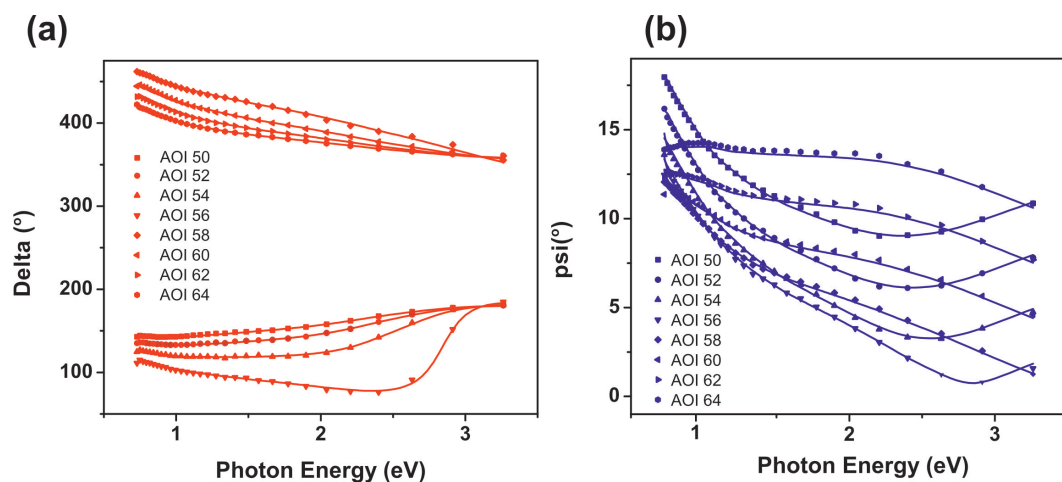 (a)
Delta (º)
400
300
200
100
AOI 50
AOI 52
AOI 54
AOI 56
AOI 58
AOI 60
AOI 62
AOI 64
1 2 3
Photon Energy (eV)
(b)
psi(º)
15
10
5
0
AOI 50
AOI 52
AOI 54
AOI 56
AOI 58
AOI 60
AOI 62
AOI 64
1 2 3
Photon Energy (eV)